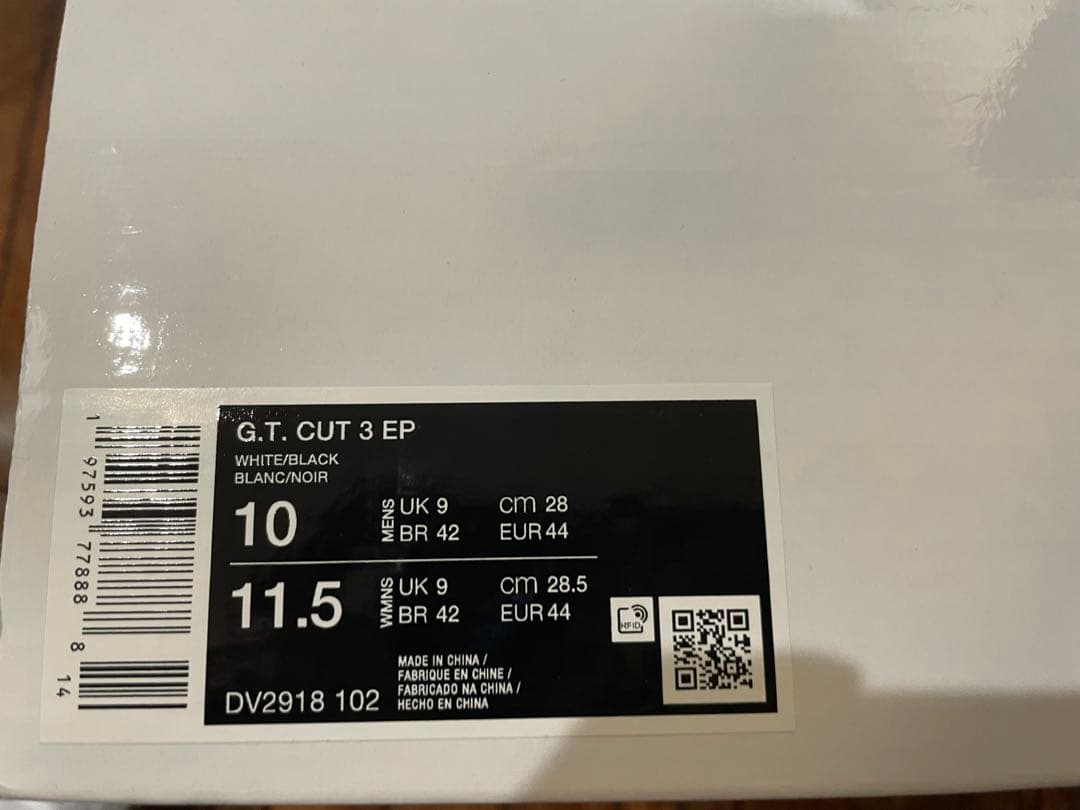 1 97593 77888 8 14
G.T. CUT 3 EP
WHITE/BLACK
BLANC/NOIR
10 MENS UK 9 cm 28
BR 42 EUR 44
11.5 WMNS UK 9 cm 28.5
BR 42 EUR 44
RFID
MADE IN CHINA /
FABRIQUE EN CHINE /
FABRICADO NA CHINA /
HECHO EN CHINA
DV2918 102